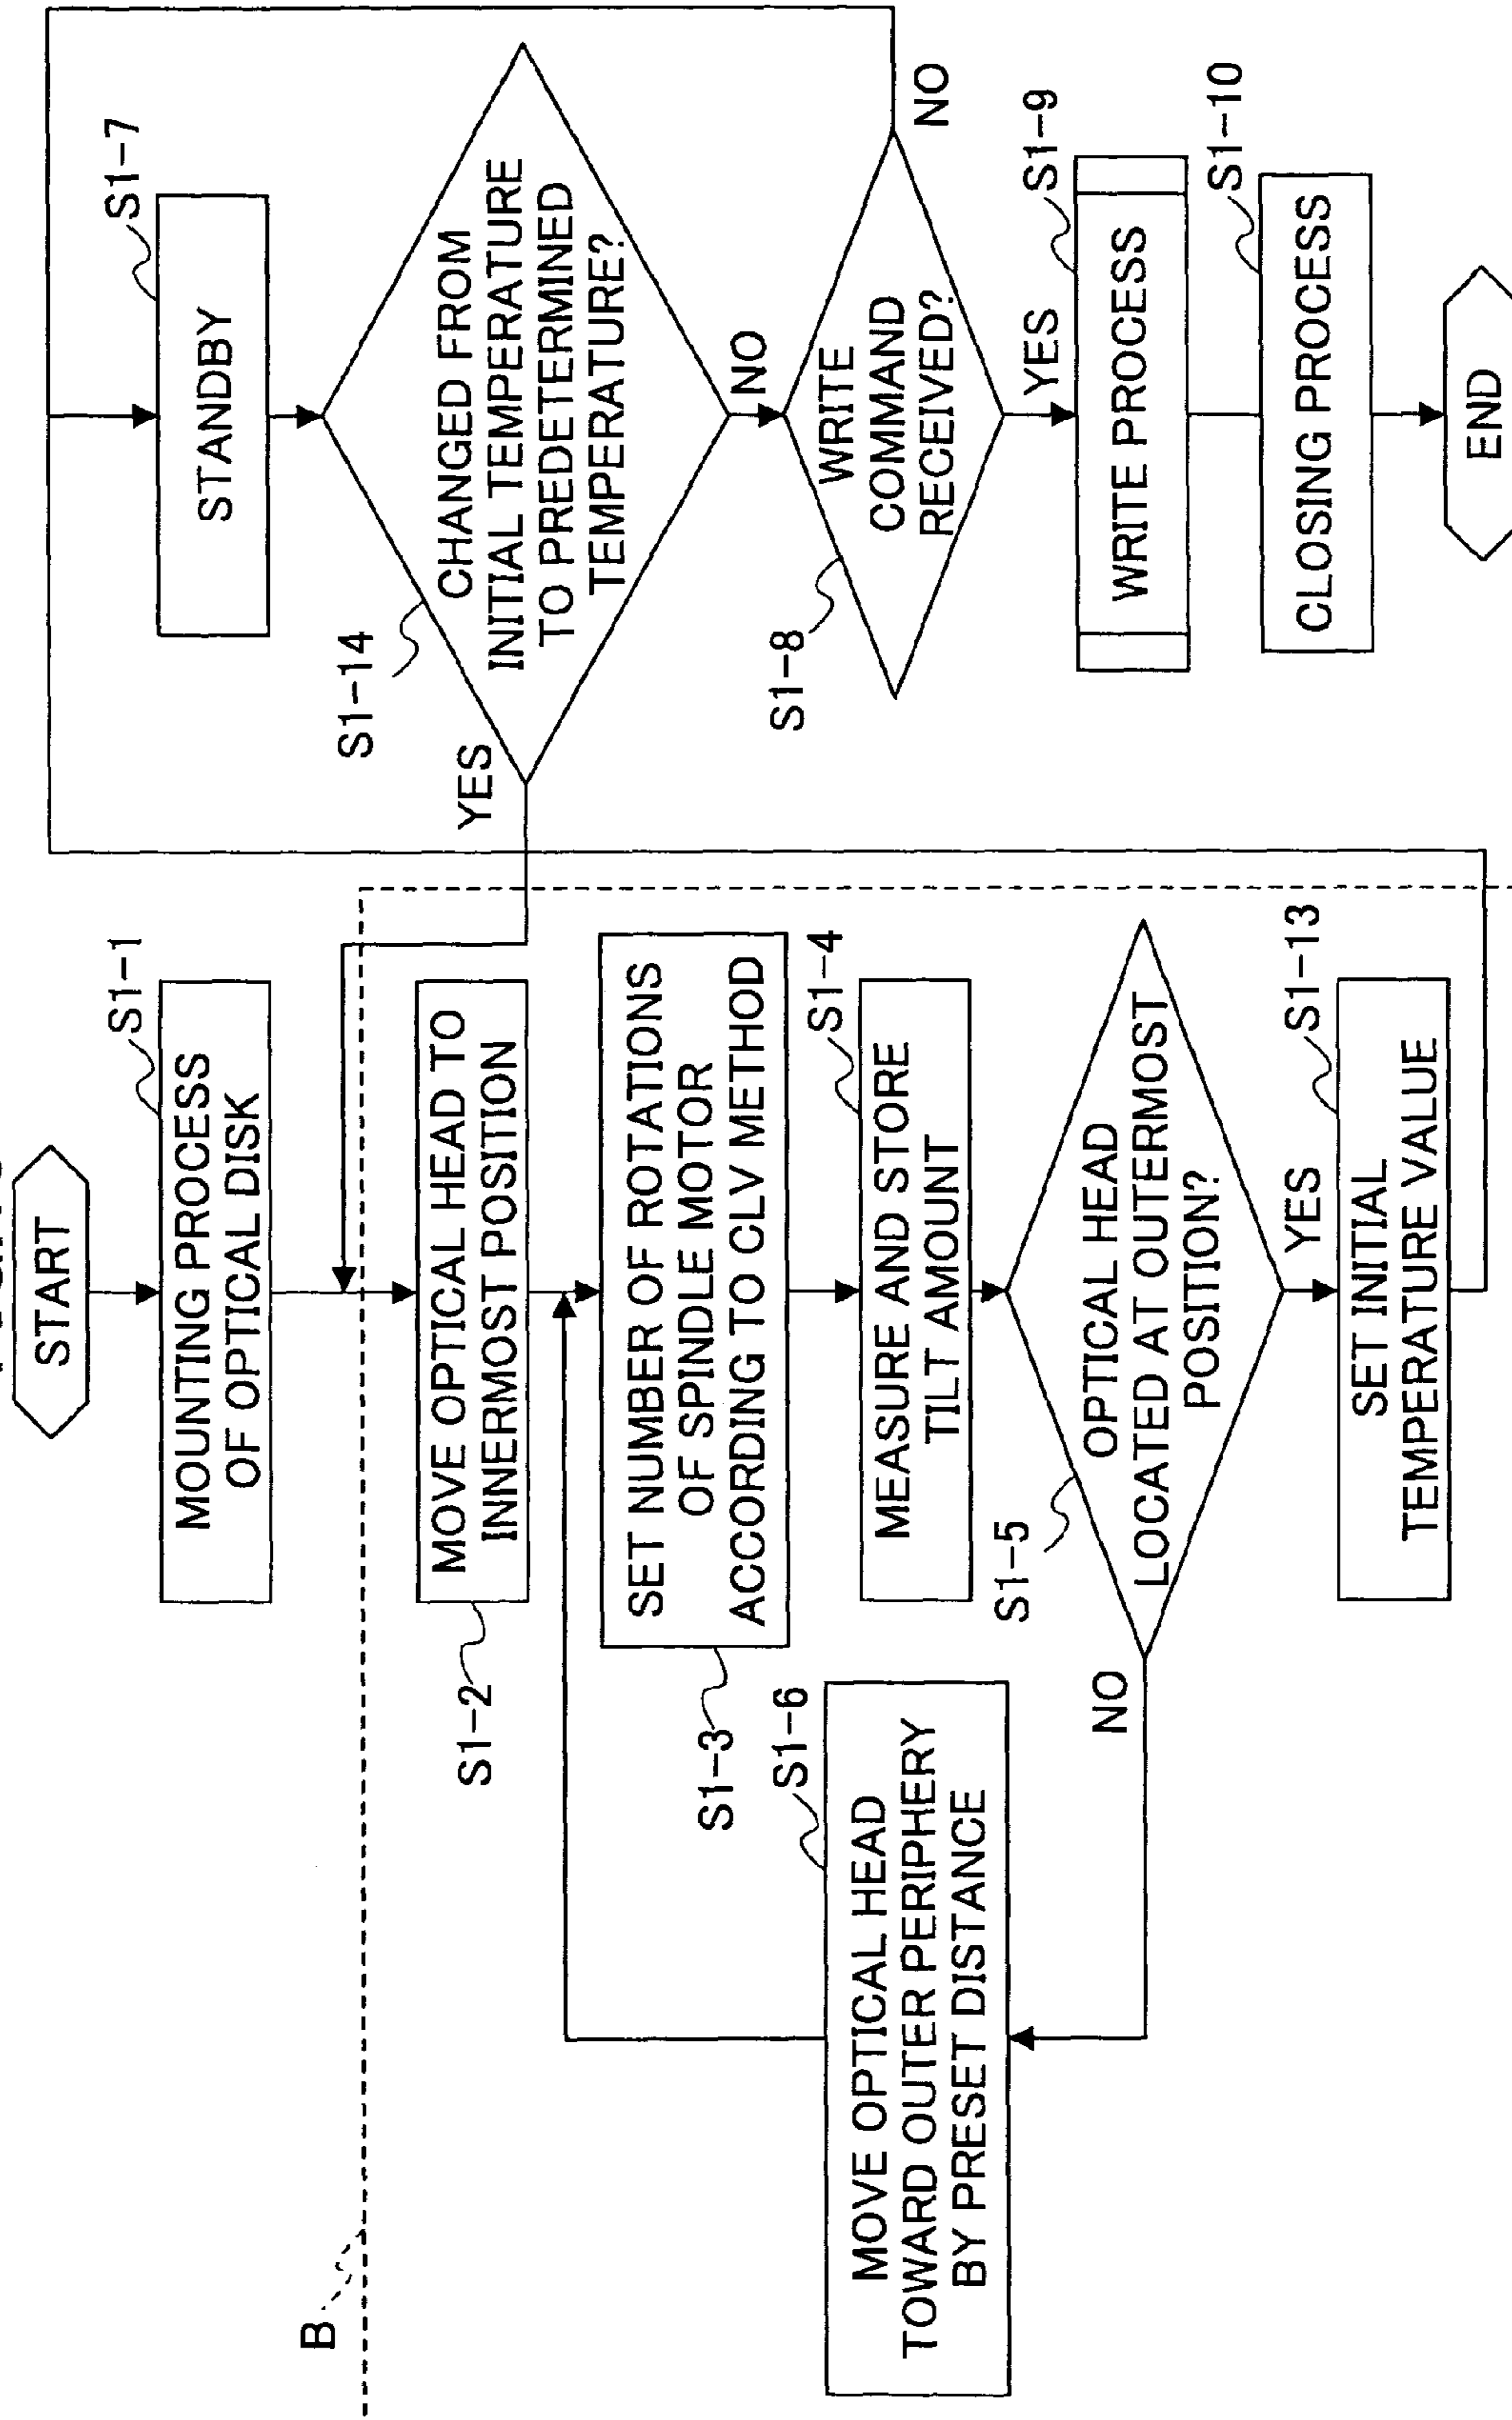 START
S1-1
MOUNTING PROCESS
OF OPTICAL DISK
B
S1-2
MOVE OPTICAL HEAD TO
INNERMOST POSITION
S1-3
SET NUMBER OF ROTATIONS
OF SPINDLE MOTOR
ACCORDING TO CLV METHOD
S1-6
MOVE OPTICAL HEAD
TOWARD OUTER PERIPHERY
BY PRESET DISTANCE
S1-4
MEASURE AND STORE
TILT AMOUNT
S1-5
OPTICAL HEAD
LOCATED AT OUTERMOST
POSITION?
NO
YES
S1-13
SET INITIAL
TEMPERATURE VALUE
S1-7
STANDBY
S1-14
CHANGED FROM
INITIAL TEMPERATURE
TO PREDETERMINED
TEMPERATURE?
YES
NO
S1-8
WRITE
COMMAND
RECEIVED?
NO
YES
S1-9
WRITE PROCESS
S1-10
CLOSING PROCESS
END